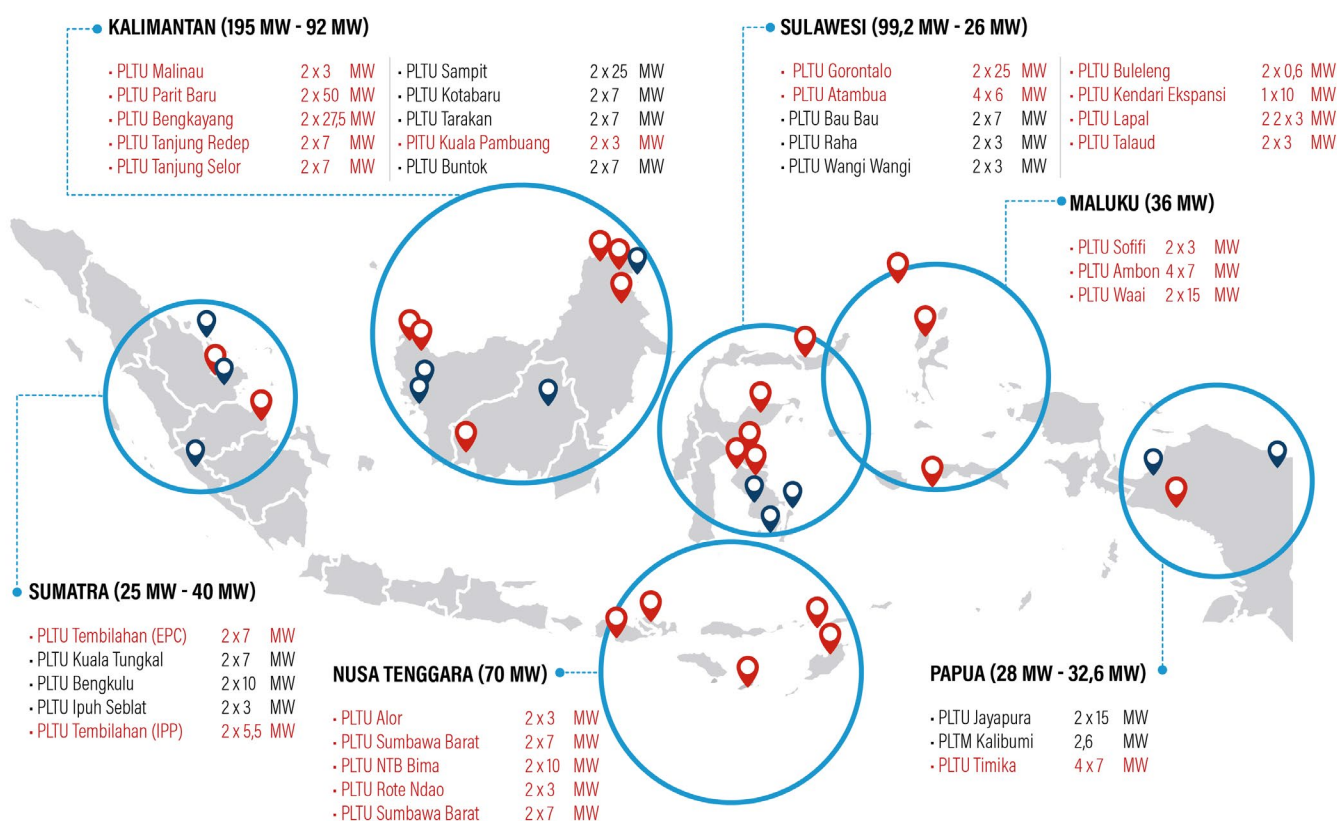 KALIMANTAN (195 MW - 92 MW)
· PLTU Malinau 2 x 3 MW
· PLTU Parit Baru 2 x 50 MW
· PLTU Bengkayang 2 x 27,5 MW
· PLTU Tanjung Redep 2 x 7 MW
· PLTU Tanjung Selor 2 x 7 MW
· PLTU Sampit 2 x 25 MW
· PLTU Kotabaru 2 x 7 MW
· PLTU Tarakan 2 x 7 MW
· PITU Kuala Pambuang 2 x 3 MW
· PLTU Buntok 2 x 7 MW
SULAWESI (99,2 MW - 26 MW)
· PLTU Gorontalo 2 x 25 MW
· PLTU Atambua 4 x 6 MW
· PLTU Bau Bau 2 x 7 MW
· PLTU Raha 2 x 3 MW
· PLTU Wangi Wangi 2 x 3 MW
· PLTU Buleleng 2 x 0,6 MW
· PLTU Kendari Ekspansi 1 x 10 MW
· PLTU Lapal 2 2 x 3 MW
· PLTU Talaud 2 x 3 MW
MALUKU (36 MW)
· PLTU Sofifi 2 x 3 MW
· PLTU Ambon 4 x 7 MW
· PLTU Waai 2 x 15 MW
SUMATRA (25 MW - 40 MW)
· PLTU Tembilahan (EPC) 2 x 7 MW
· PLTU Kuala Tungkal 2 x 7 MW
· PLTU Bengkulu 2 x 10 MW
· PLTU Ipuh Seblat 2 x 3 MW
· PLTU Tembilahan (IPP) 2 x 5,5 MW
NUSA TENGGARA (70 MW)
· PLTU Alor 2 x 3 MW
· PLTU Sumbawa Barat 2 x 7 MW
· PLTU NTB Bima 2 x 10 MW
· PLTU Rote Ndao 2 x 3 MW
· PLTU Sumbawa Barat 2 x 7 MW
PAPUA (28 MW - 32,6 MW)
· PLTU Jayapura 2 x 15 MW
· PLTM Kalibumi 2,6 MW
· PLTU Timika 4 x 7 MW